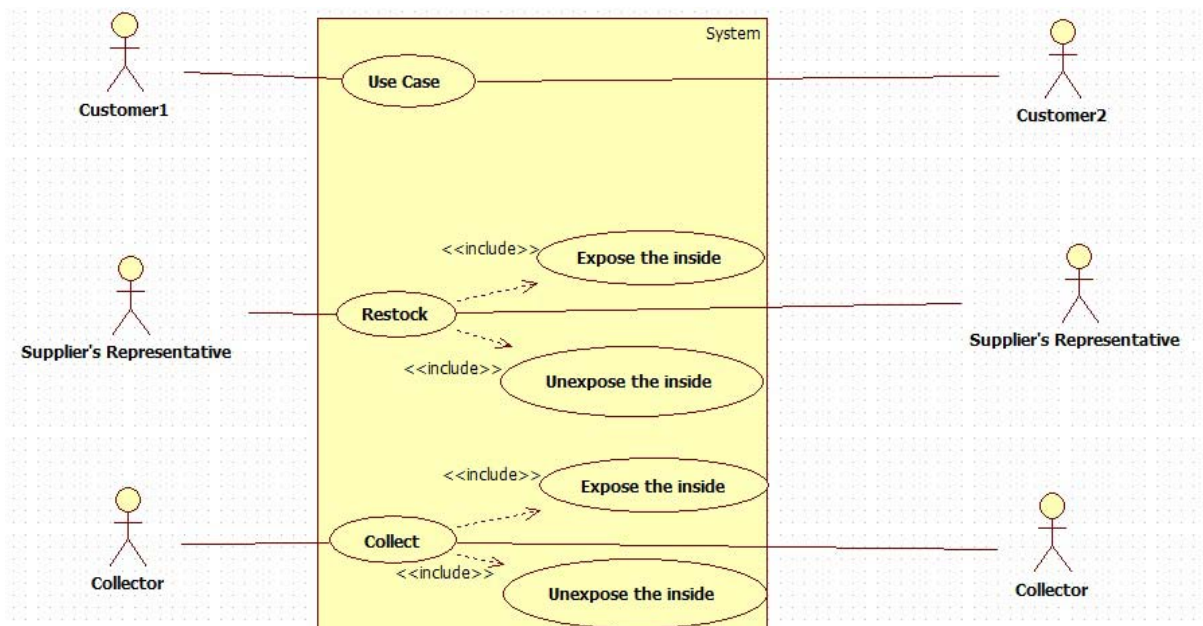 System
Use Case
Customer1
Customer2
<<include>>
Expose the inside
Restock
Supplier's Representative
Supplier's Representative
<<include>>
Unexpose the inside
<<include>>
Expose the inside
Collect
<<include>>
Collector
Collector
Unexpose the inside